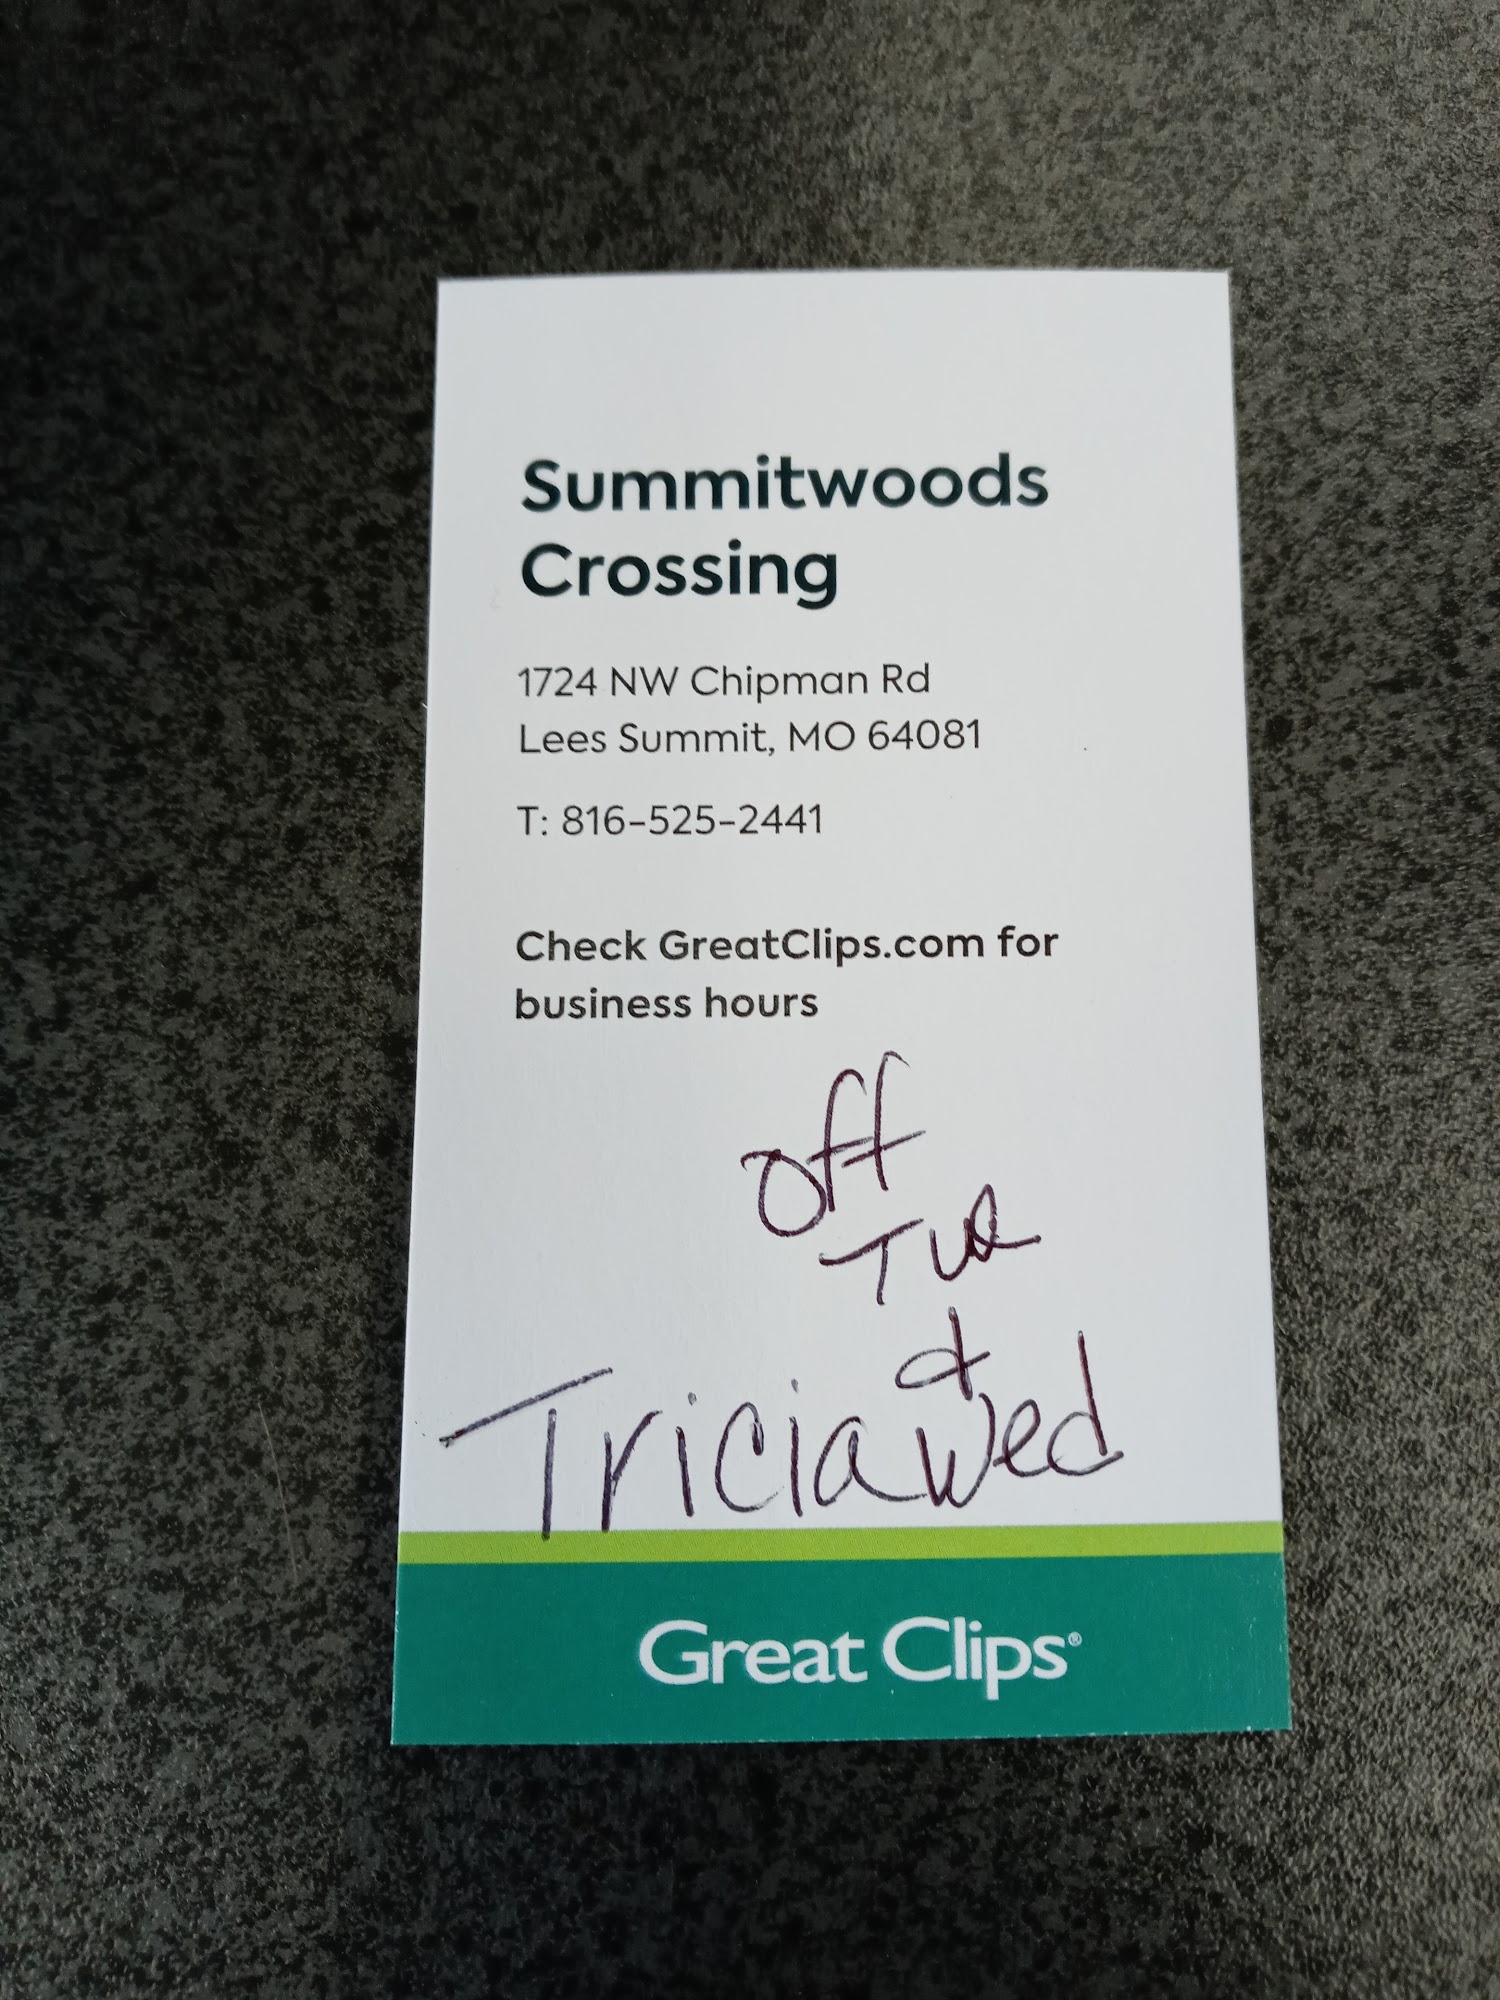 Summitwoods
Crossing
1724 NW Chipman Rd
Lees Summit, MO 64081
T: 816-525-2441
Check GreatClips.com for
business hours
off
Tue
&
Tricia Wed
Great Clips®